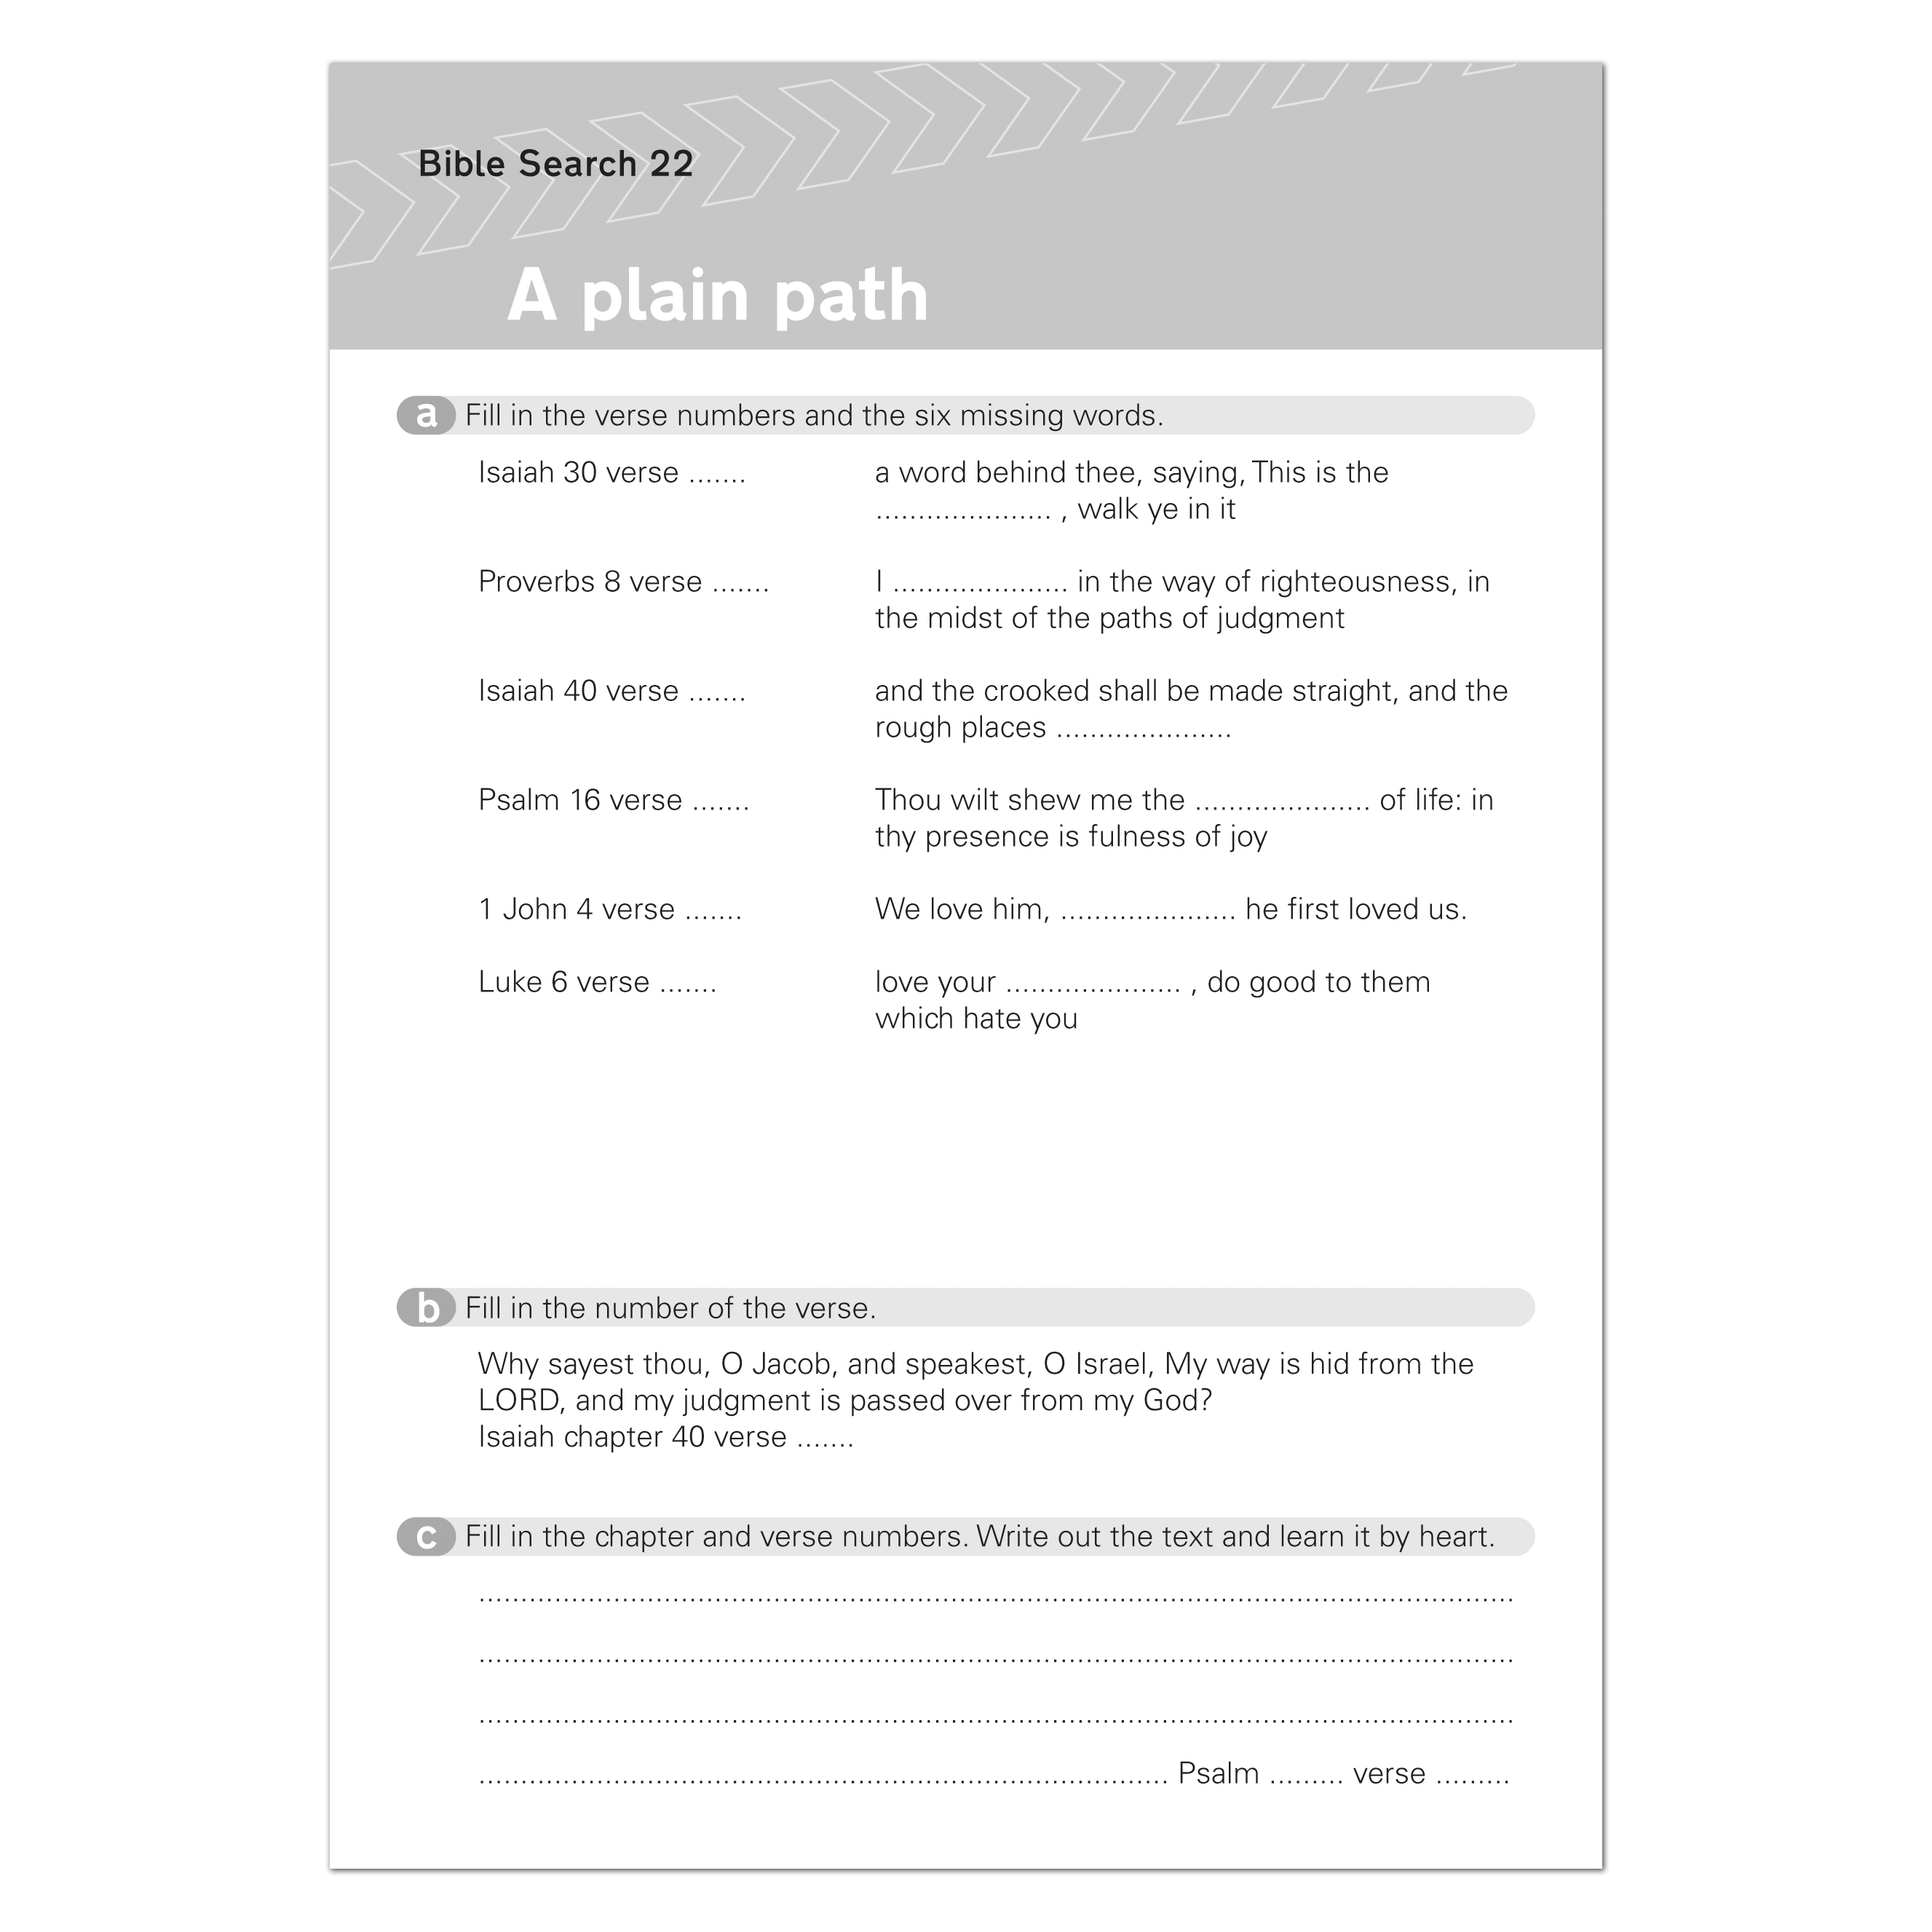 Bible Search 22
A plain path
a Fill in the verse numbers and the six missing words.
Isaiah 30 verse ....... a word behind thee, saying, This is the
..................... , walk ye in it
Proverbs 8 verse ....... I ..................... in the way of righteousness, in
the midst of the paths of judgment
Isaiah 40 verse ....... and the crooked shall be made straight, and the
rough places .....................
Psalm 16 verse ....... Thou wilt shew me the ..................... of life: in
thy presence is fulness of joy
1 John 4 verse ....... We love him, ..................... he first loved us.
Luke 6 verse ....... love your ..................... , do good to them
which hate you
b Fill in the number of the verse.
Why sayest thou, O Jacob, and speakest, O Israel, My way is hid from the
LORD, and my judgment is passed over from my God?
Isaiah chapter 40 verse .......
c Fill in the chapter and verse numbers. Write out the text and learn it by heart.
Psalm ......... verse .........